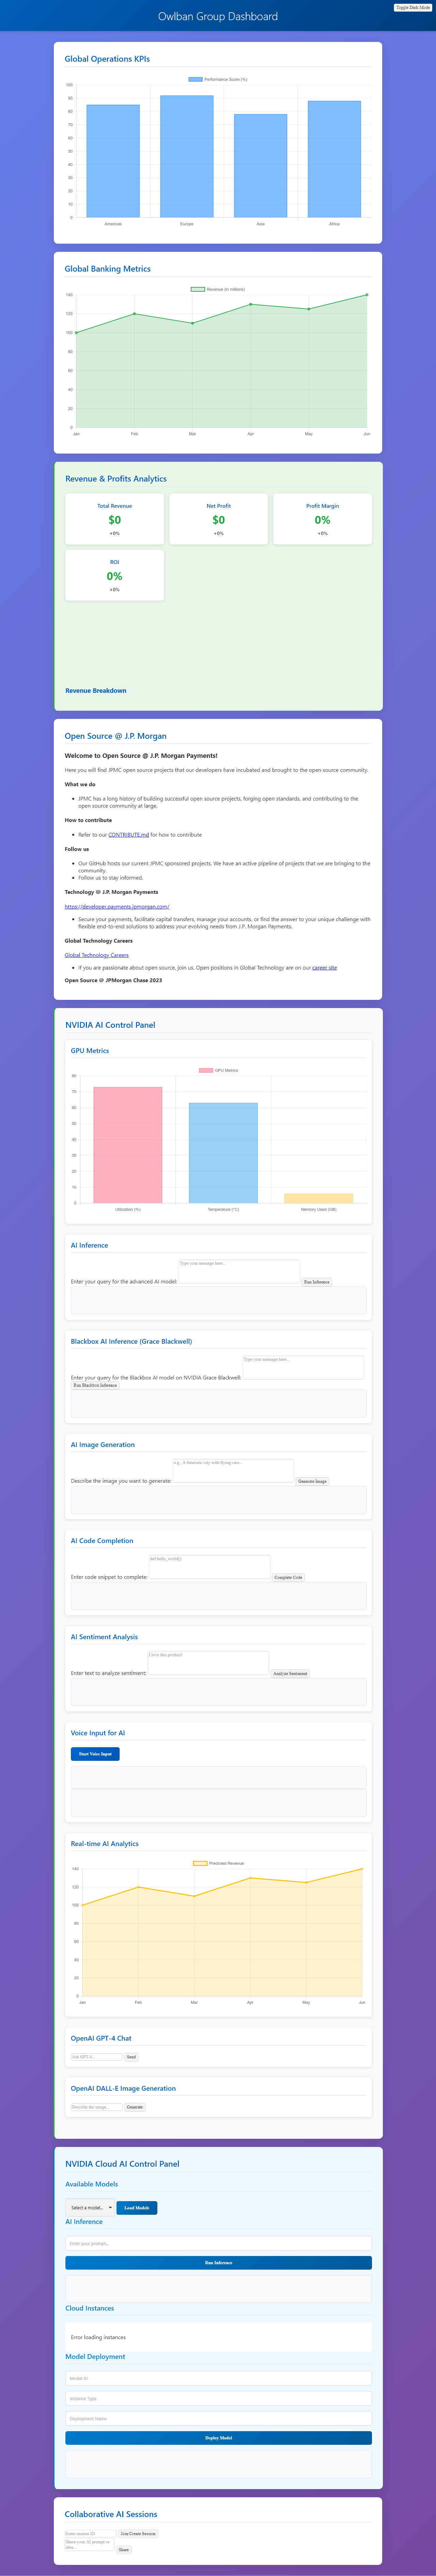 Owlban Group Dashboard
Toggle Dark Mode
Global Operations KPIs
Performance Score (%)
100
90
80
70
60
50
40
30
20
10
0
Americas
Europe
Asia
Africa
Global Banking Metrics
Revenue (in millions)
140
120
100
80
60
40
20
0
Jan
Feb
Mar
Apr
May
Jun
Revenue & Profits Analytics
Total Revenue
$0
+0%
Net Profit
$0
+0%
Profit Margin
0%
+0%
ROI
0%
+0%
Revenue Breakdown
Open Source @ J.P. Morgan
Welcome to Open Source @ J.P. Morgan Payments!
Here you will find JPMC open source projects that our developers have incubated and brought to the open source community.
What we do
JPMC has a long history of building successful open source projects, forging open standards, and contributing to the
open source community at large.
How to contribute
Refer to our CONTRIBUTE.md for how to contribute
Follow us
Our GitHub hosts our current JPMC sponsored projects. We have an active pipeline of projects that we are bringing to the
community.
Follow us to stay informed.
Technology @ J.P. Morgan Payments
https://developer.payments.jpmorgan.com/
Secure your payments, facilitate capital transfers, manage your accounts, or find the answer to your unique challenge with
flexible end-to-end solutions to address your evolving needs from J.P. Morgan Payments.
Global Technology Careers
Global Technology Careers
If you are passionate about open source, join us. Open positions in Global Technology are on our career site
Open Source @ JPMorgan Chase 2023
NVIDIA AI Control Panel
GPU Metrics
GPU Metrics
80
70
60
50
40
30
20
10
0
Utilization (%)
Temperature (°C)
Memory Used (GB)
AI Inference
Enter your query for the advanced AI model:
Type your message here...
Run Inference
Blackbox AI Inference (Grace Blackwell)
Enter your query for the Blackbox AI model on NVIDIA Grace Blackwell:
Type your message here...
Run Blackbox Inference
AI Image Generation
Describe the image you want to generate:
e.g., A futuristic city with flying cars...
Generate Image
AI Code Completion
Enter code snippet to complete:
def hello_world():
Complete Code
AI Sentiment Analysis
Enter text to analyze sentiment:
I love this product!
Analyze Sentiment
Voice Input for AI
Start Voice Input
Real-time AI Analytics
Predicted Revenue
140
120
100
80
60
40
20
0
Jan
Feb
Mar
Apr
May
Jun
OpenAI GPT-4 Chat
Ask GPT-4...
Send
OpenAI DALL-E Image Generation
Describe the image...
Generate
NVIDIA Cloud AI Control Panel
Available Models
Select a model...
Load Models
AI Inference
Enter your prompt...
Run Inference
Cloud Instances
Error loading instances
Model Deployment
Model ID
Instance Type
Deployment Name
Deploy Model
Collaborative AI Sessions
Enter session ID
Join/Create Session
Share your AI prompt or
idea...
Share